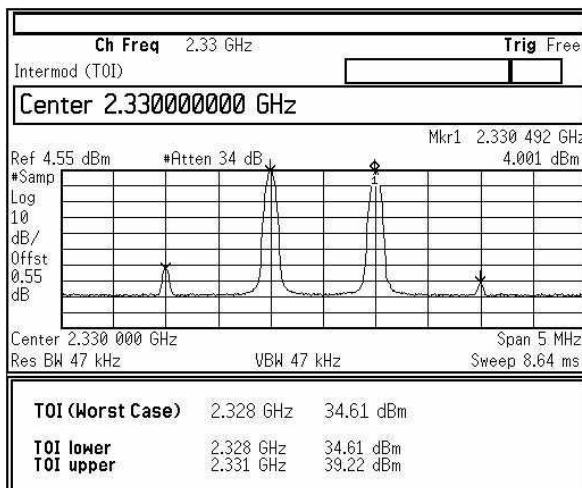 Ch Freq 2.33 GHz Trig Free
Intermod (TOI)
Center 2.330000000 GHz
Mkr1 2.330 492 GHz
Ref 4.55 dBm #Atten 34 dB 4.001 dBm
#Samp
Log
10
dB/
Offst
0.55
dB
1
Center 2.330 000 GHz Span 5 MHz
Res BW 47 kHz VBW 47 kHz Sweep 8.64 ms
TOI (Worst Case) 2.328 GHz 34.61 dBm
TOI lower 2.328 GHz 34.61 dBm
TOI upper 2.331 GHz 39.22 dBm